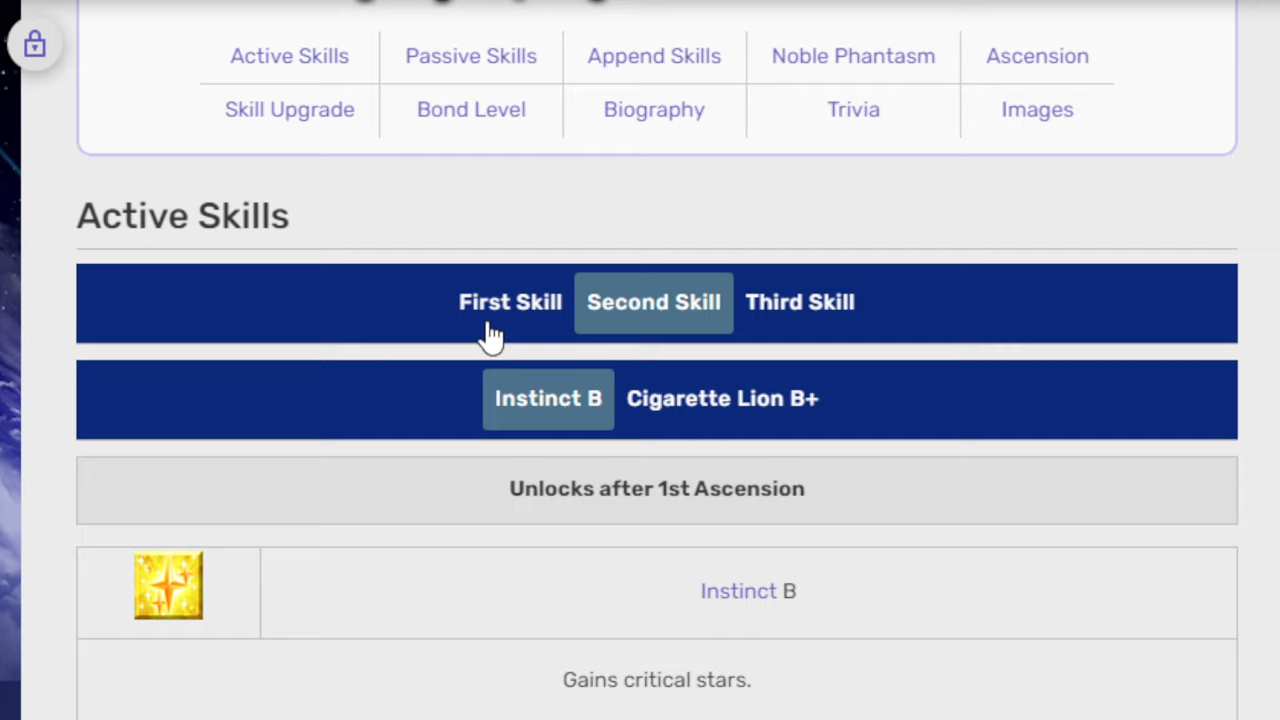 Active Skills Passive Skills Append Skills Noble Phantasm Ascension
Skill Upgrade Bond Level Biography Trivia Images
Active Skills
First Skill Second Skill Third Skill
Instinct B Cigarette Lion B+
Unlocks after 1st Ascension
Instinct B
Gains critical stars.